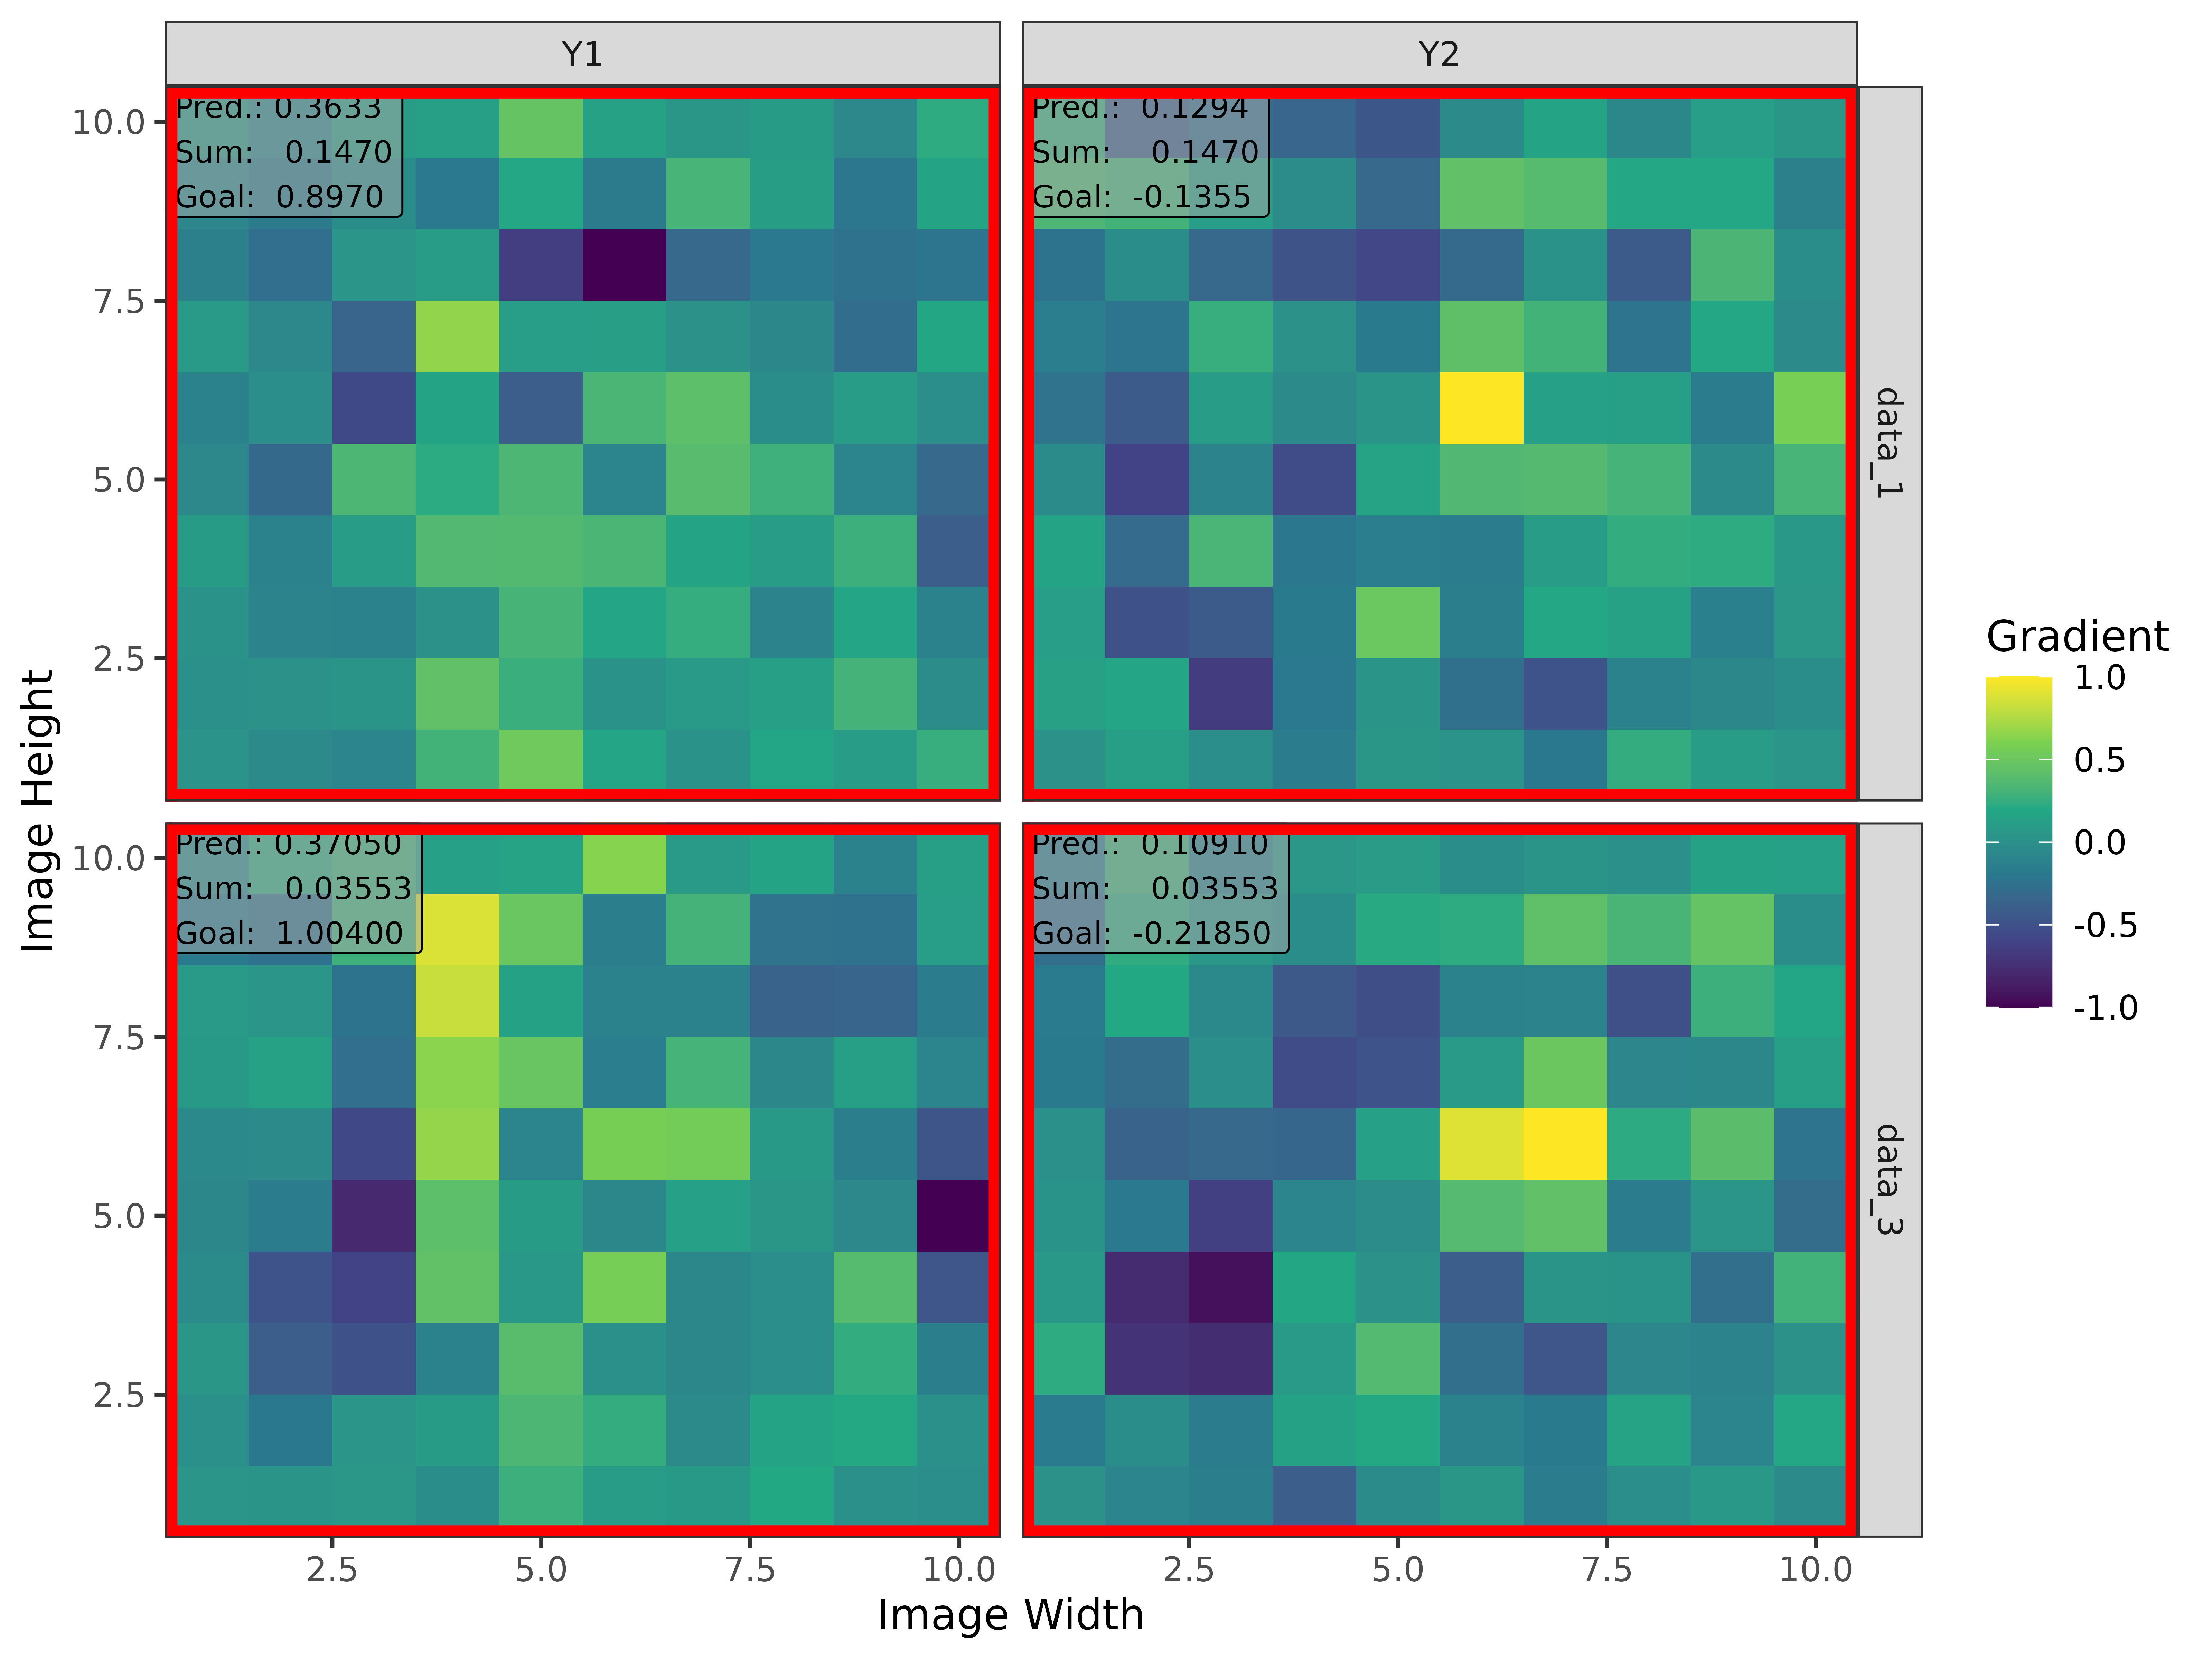 Y1
Y2
Pred.: 0.3633
Sum: 0.1470
Goal: 0.8970
Pred.: 0.1294
Sum: 0.1470
Goal: -0.1355
10.0
7.5
5.0
2.5
data_1
Pred.: 0.37050
Sum: 0.03553
Goal: 1.00400
Pred.: 0.10910
Sum: 0.03553
Goal: -0.21850
10.0
7.5
5.0
2.5
data_3
2.5
5.0
7.5
10.0
2.5
5.0
7.5
10.0
Image Width
Image Height
Gradient
1.0
0.5
0.0
-0.5
-1.0